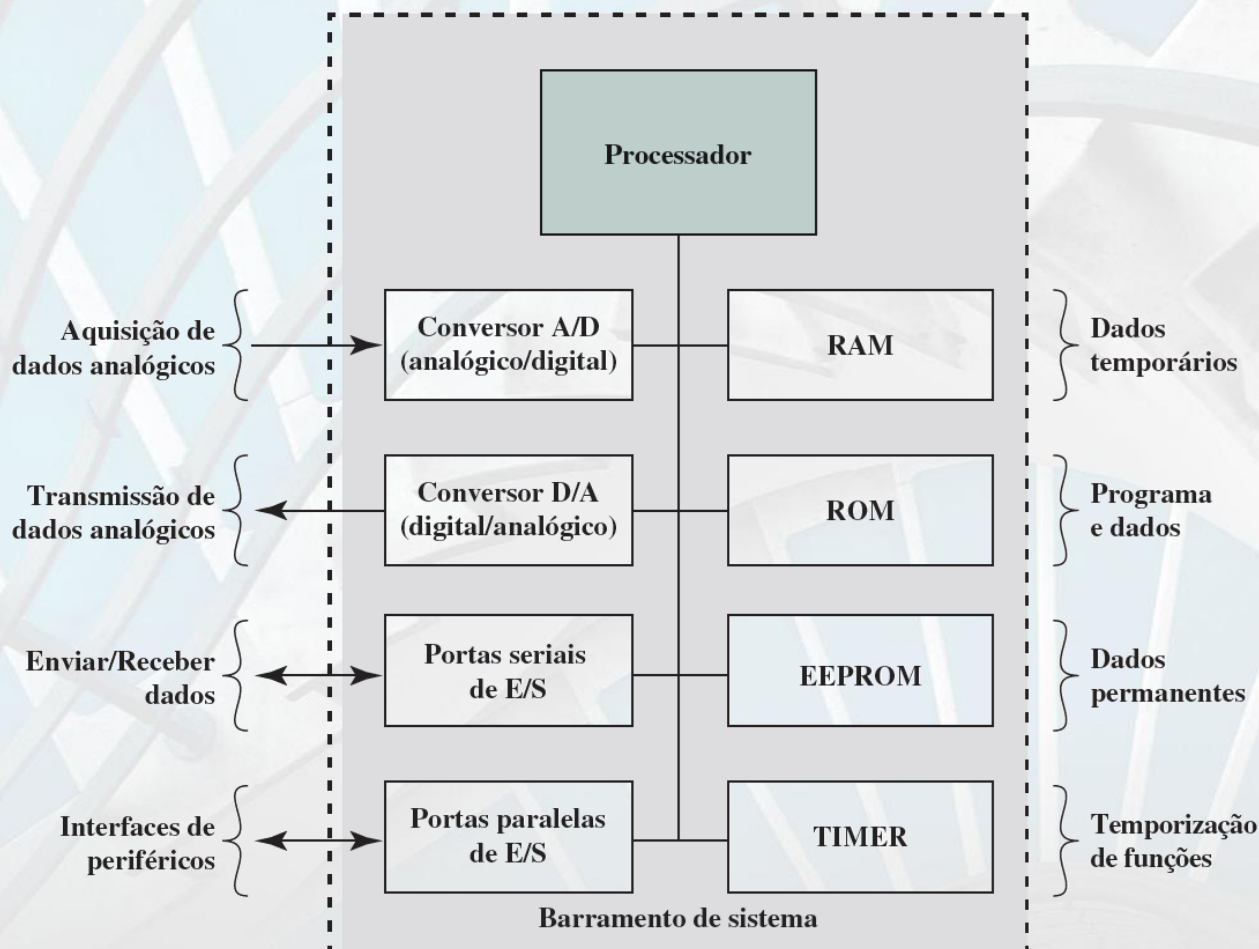 Processador
Aquisição de
dados analógicos
Conversor A/D
(analógico/digital)
RAM
Dados
temporários
Transmissão de
dados analógicos
Conversor D/A
(digital/analógico)
ROM
Programa
e dados
Enviar/Receber
dados
Portas seriais
de E/S
EEPROM
Dados
permanentes
Interfaces de
periféricos
Portas paralelas
de E/S
TIMER
Temporização
de funções
Barramento de sistema